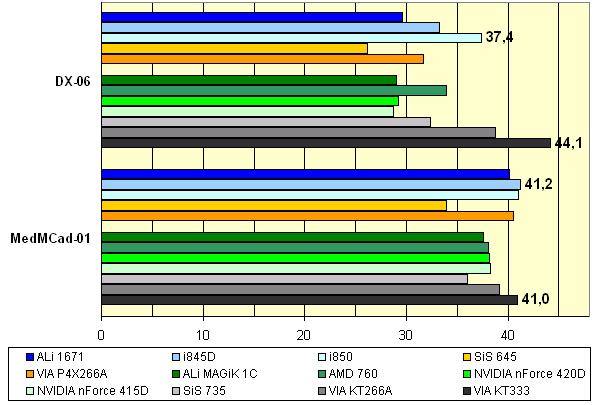 37,4
DX-06
44,1
41,2
MedMCad-01
41,0
0 10 20 30 40
ALi 1671 i845D i850 SiS 645
VIA P4X266A ALi MAGiK 1C AMD 760 NVIDIA nForce 420D
NVIDIA nForce 415D SiS 735 VIA KT266A VIA KT333